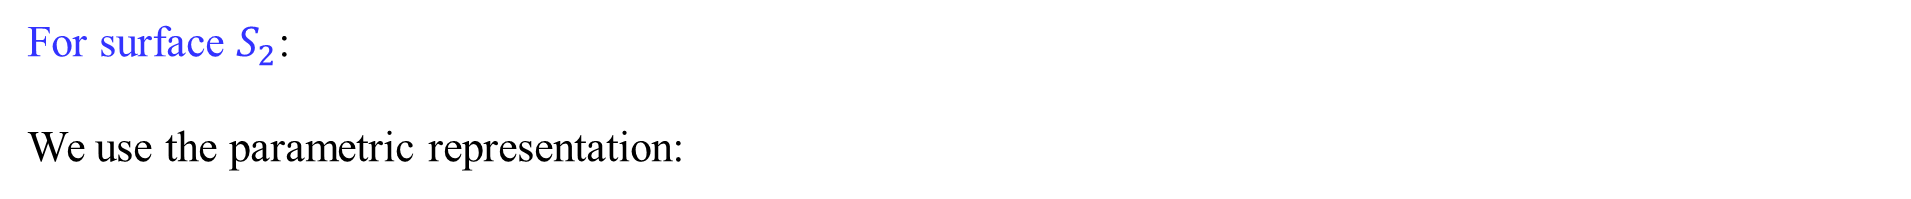 For surface S₂:
We use the parametric representation: